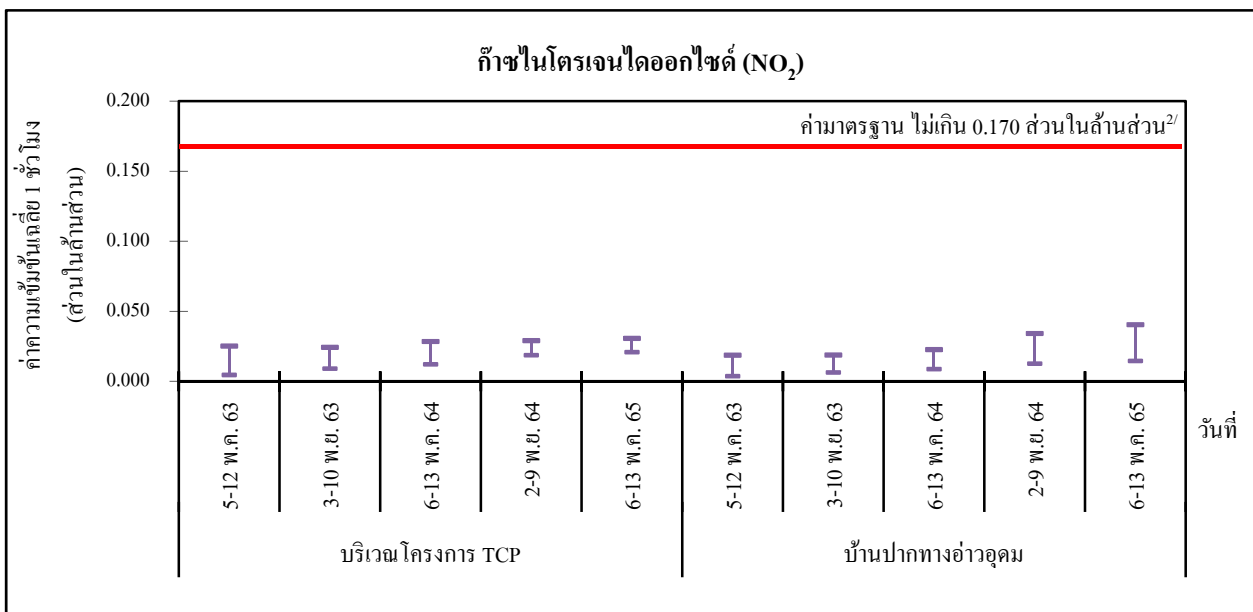 ก๊าซไนโตรเจนไดออกไซด์ (NO2)
ค่าความเข้มข้นเฉลี่ย 1 ชั่วโมง
(ส่วนในล้านส่วน)
0.200
0.150
0.100
0.050
0.000
ค่ามาตรฐาน ไม่เกิน 0.170 ส่วนในล้านส่วน2/
5-12 พ.ค. 63
3-10 พ.ย. 63
6-13 พ.ค. 64
2-9 พ.ย. 64
6-13 พ.ค. 65
5-12 พ.ค. 63
3-10 พ.ย. 63
6-13 พ.ค. 64
2-9 พ.ย. 64
6-13 พ.ค. 65
วันที่
บริเวณโครงการ TCP
บ้านปากทางอ่าวอุดม